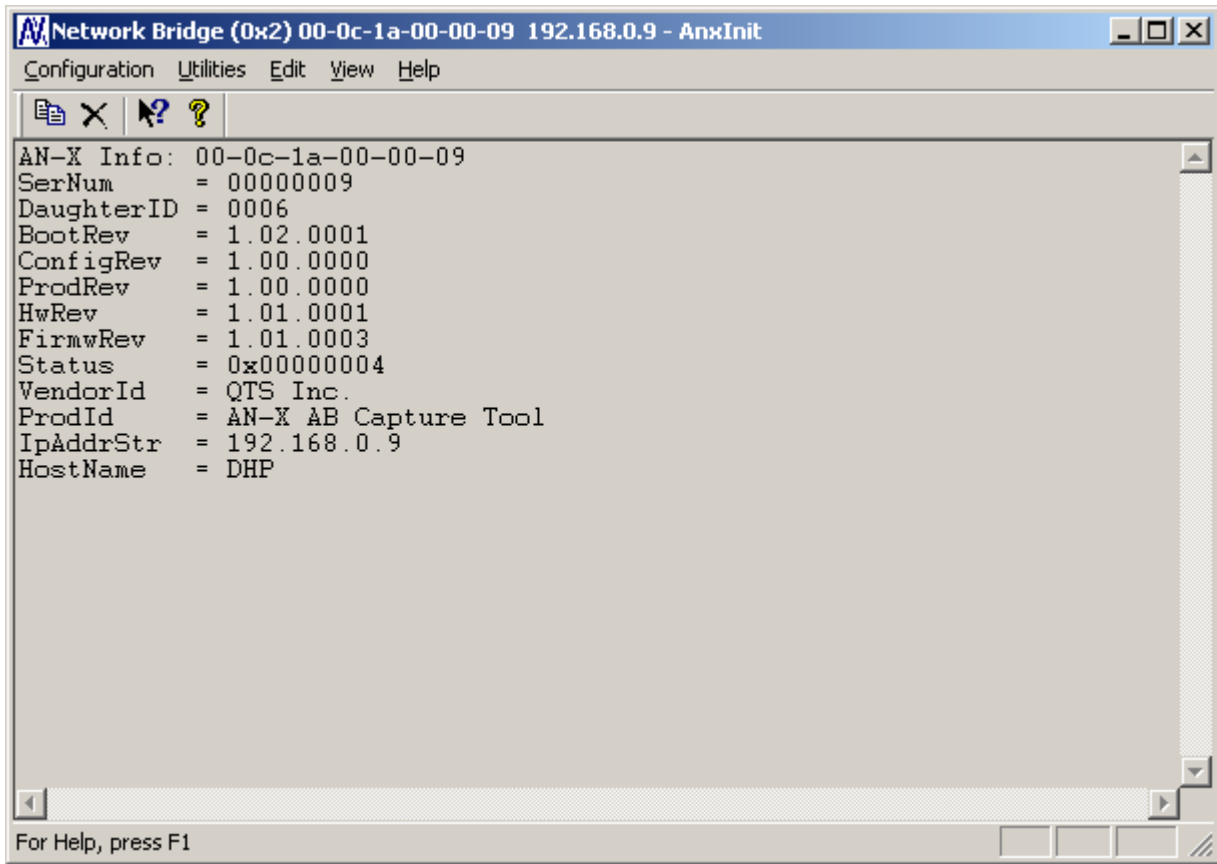 Network Bridge (0x2) 00-0c-1a-00-00-09  192.168.0.9 - AnxInit
Configuration  Utilities  Edit  View  Help
AN-X Info: 00-0c-1a-00-00-09
SerNum     = 00000009
DaughterID = 0006
BootRev    = 1.02.0001
ConfigRev  = 1.00.0000
ProdRev    = 1.00.0000
HwRev      = 1.01.0001
FirmwRev   = 1.01.0003
Status     = 0x00000004
VendorId   = QTS Inc.
ProdId     = AN-X AB Capture Tool
IpAddrStr  = 192.168.0.9
HostName   = DHP
For Help, press F1